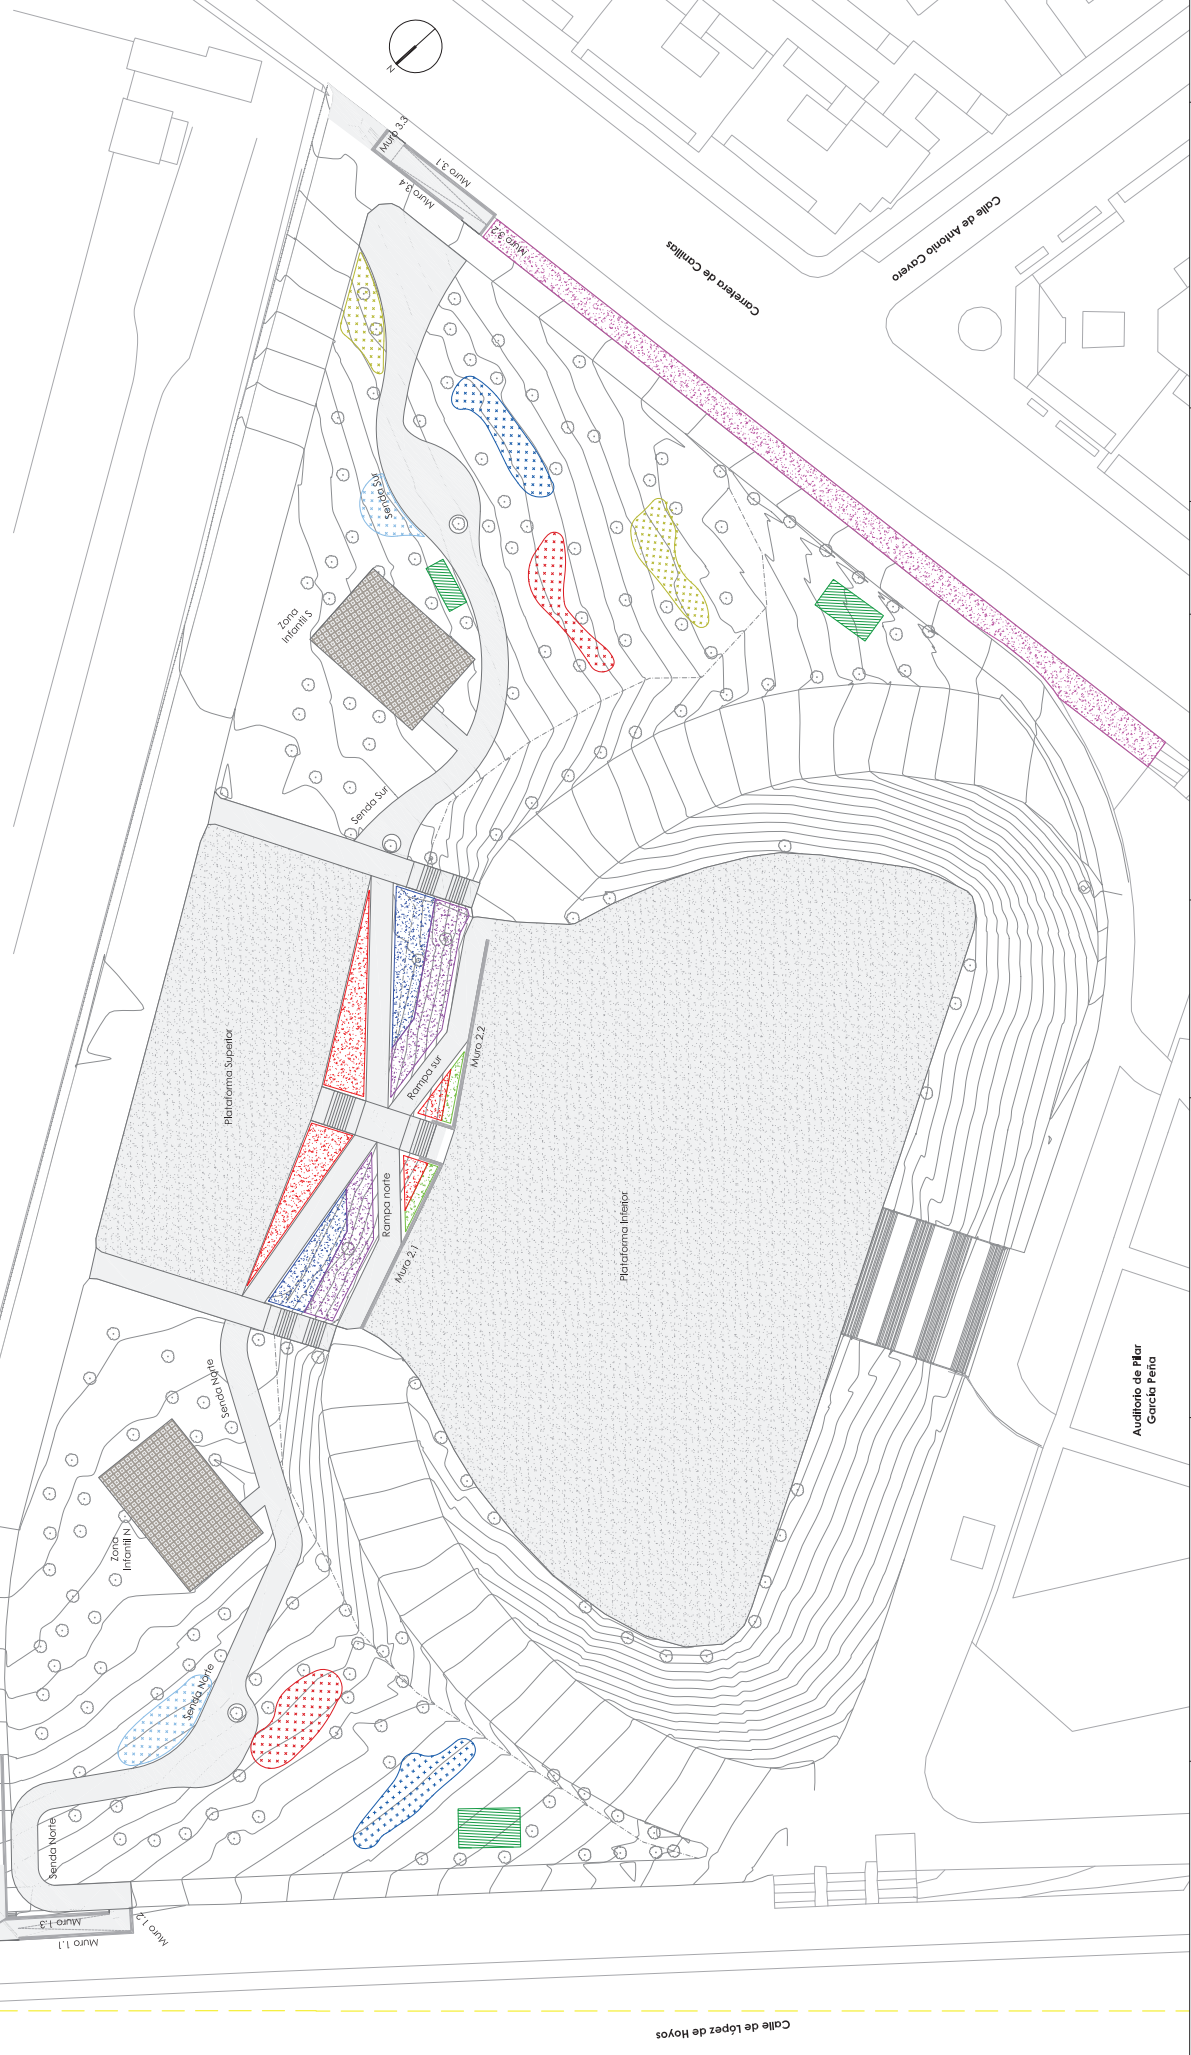 N
Muro 3.3
Muro 3.1
Muro 3.4
Muro 3.2
Carretera de Canillas
Calle de Antonio Cavero
Senda Sur
Zona
Infantil S
Senda Sur
Plataforma Superior
Rampa sur
Muro 2.2
Rampa norte
Muro 2.1
Plataforma Inferior
Senda Norte
Auditorio de Pilar
García Peña
Zona
Infantil N
Senda Norte
Senda Norte
Muro 1.3
Muro 1.2
Muro 1.1
Calle de López de Hoyos